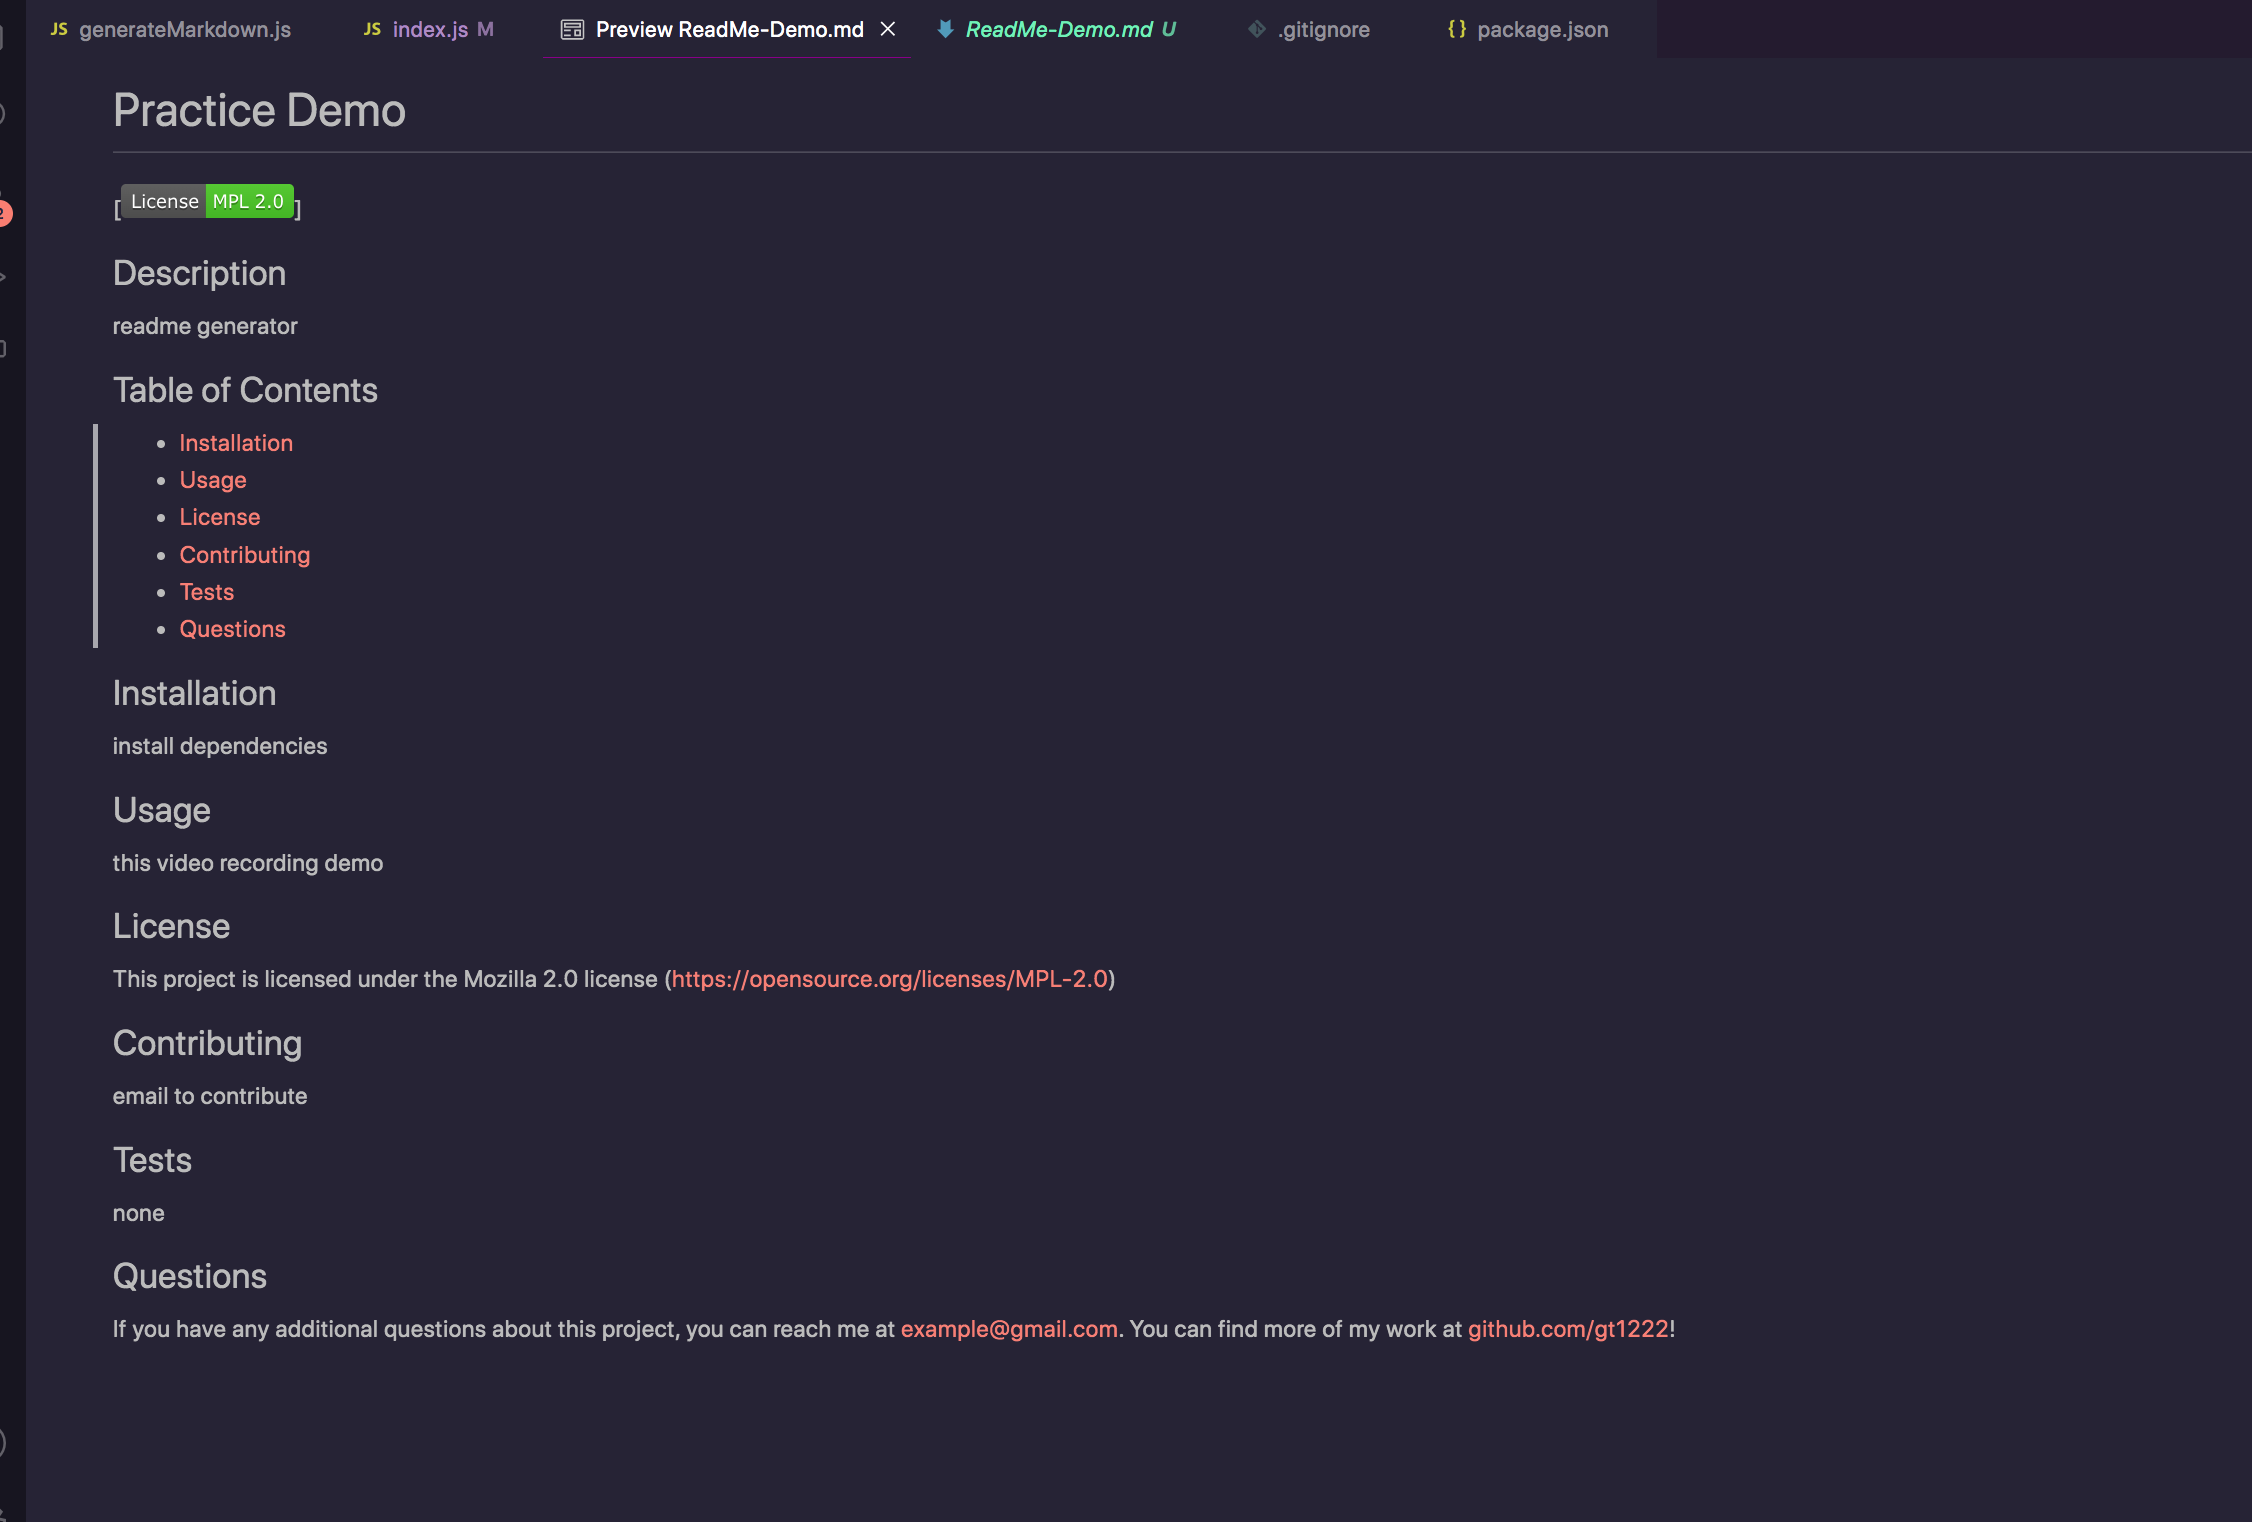 JS generateMarkdown.js JS index.js M Preview ReadMe-Demo.md ReadMe-Demo.md U .gitignore {} package.json
Practice Demo
[License MPL 2.0]
Description
readme generator
Table of Contents
• Installation
• Usage
• License
• Contributing
• Tests
• Questions
Installation
install dependencies
Usage
this video recording demo
License
This project is licensed under the Mozilla 2.0 license (https://opensource.org/licenses/MPL-2.0)
Contributing
email to contribute
Tests
none
Questions
If you have any additional questions about this project, you can reach me at example@gmail.com. You can find more of my work at github.com/gt1222!